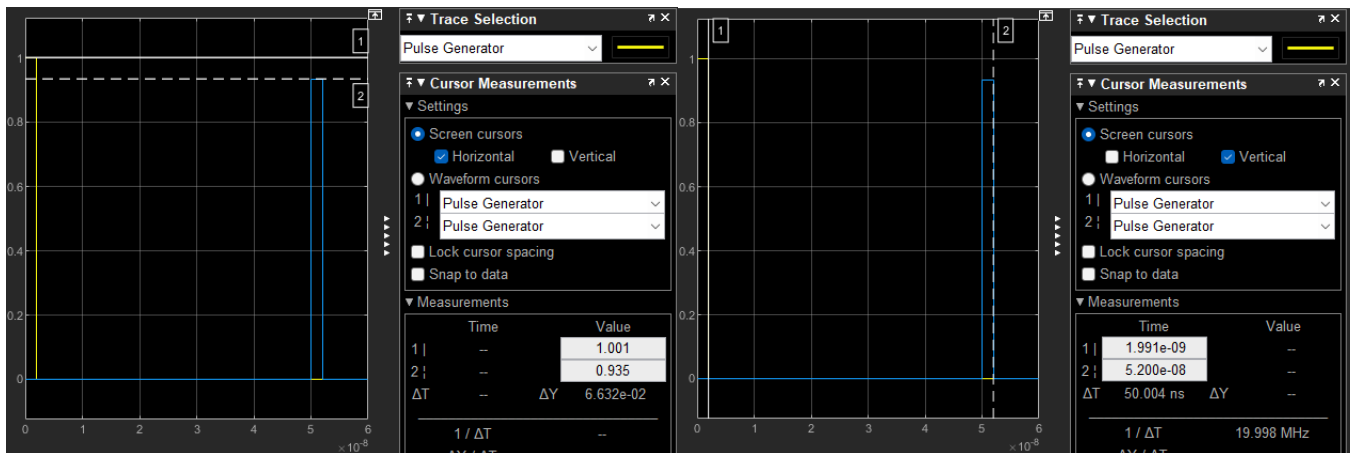 Trace Selection
Pulse Generator
Cursor Measurements
Settings
Screen cursors
Horizontal Vertical
Waveform cursors
1 | Pulse Generator
2 ¦ Pulse Generator
Lock cursor spacing
Snap to data
Measurements
Time Value
1 | -- 1.001
2 ¦ -- 0.935
ΔT -- ΔY 6.632e-02
1 / ΔT --
1
2
1
0.8
0.6
0.4
0.2
0
0 1 2 3 4 5 6
×10-8
Trace Selection
Pulse Generator
Cursor Measurements
Settings
Screen cursors
Horizontal Vertical
Waveform cursors
1 | Pulse Generator
2 ¦ Pulse Generator
Lock cursor spacing
Snap to data
Measurements
Time Value
1 | 1.991e-09 --
2 ¦ 5.200e-08 --
ΔT 50.004 ns ΔY --
1 / ΔT 19.998 MHz
1 2
1
0.8
0.6
0.4
0.2
0
0 1 2 3 4 5 6
×10-8